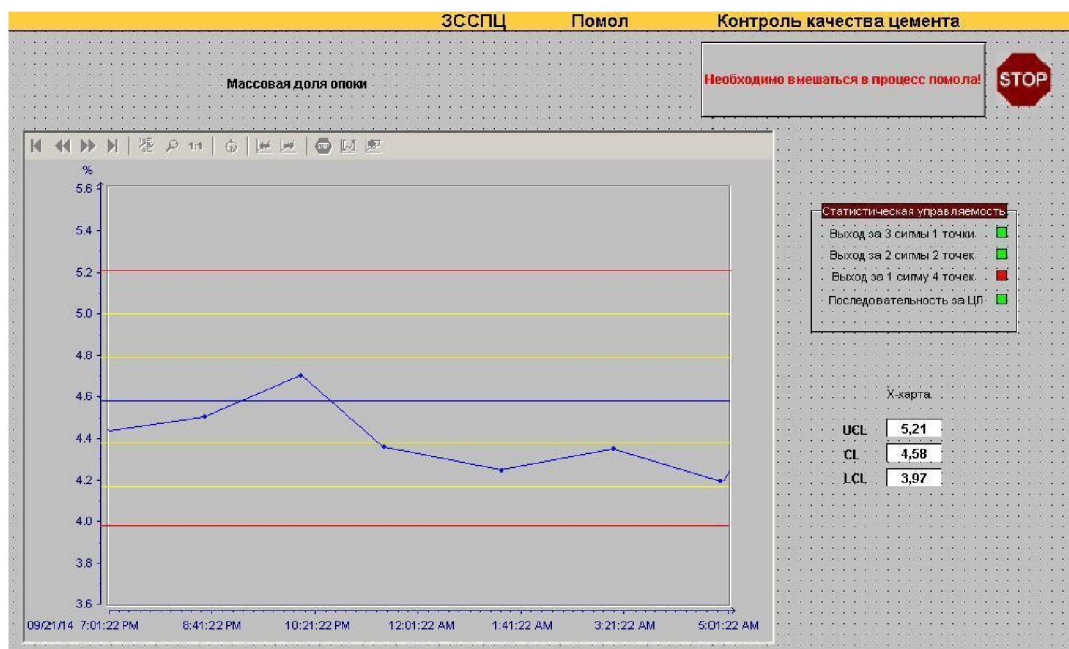 ЗССПЦ Помол Контроль качества цемента
Необходимо вмешаться в процесс помола!
STOP
Массовая доля опоки
1:1
%
5.6
5.4
5.2
5.0
4.8
4.6
4.4
4.2
4.0
3.8
3.6
09/21/14 7:01:22 PM 8:41:22 PM 10:21:22 PM 12:01:22 AM 1:41:22 AM 3:21:22 AM 5:01:22 AM
Статистическая управляемость
Выход за 3 сигмы 1 точки
Выход за 2 сигмы 2 точек
Выход за 1 сигму 4 точек
Последовательность за ЦЛ
Х-карта
UCL 5,21
CL 4,58
LCL 3,97